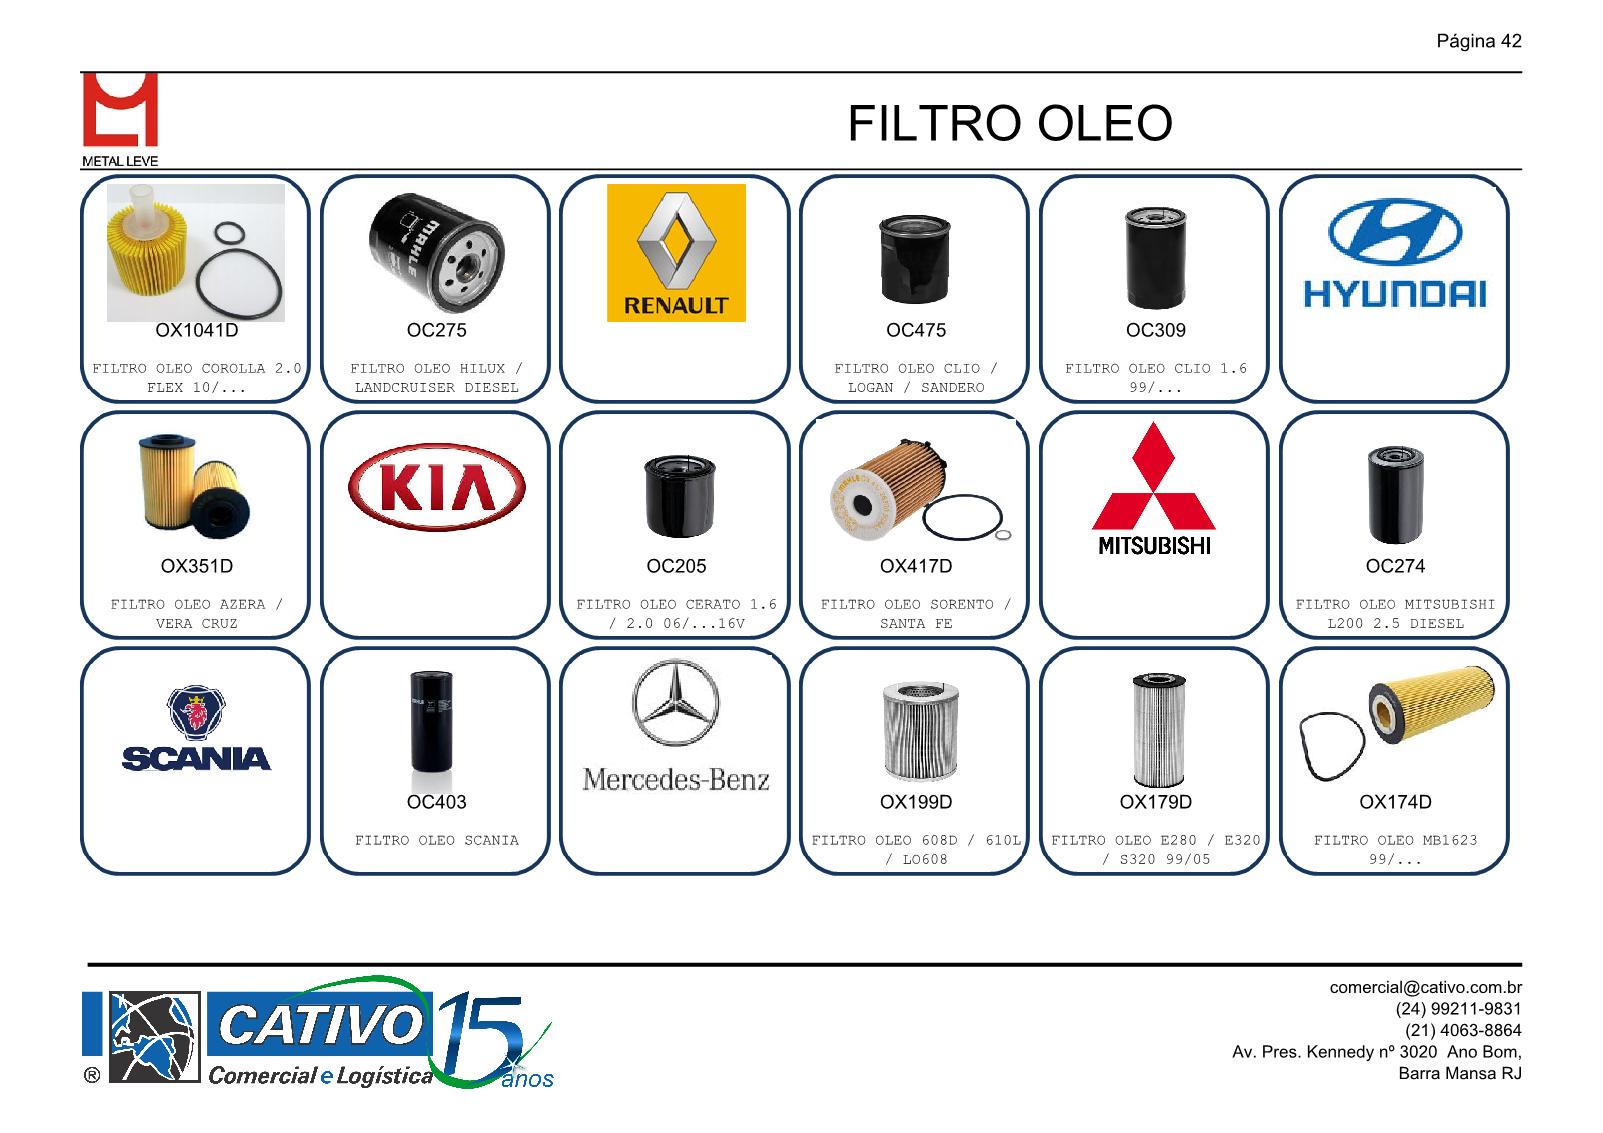 Página 42
METAL LEVE
FILTRO OLEO
OX1041D
FILTRO OLEO COROLLA 2.0
FLEX 10/...
MAHLE
OC275
FILTRO OLEO HILUX /
LANDCRUISER DIESEL
RENAULT
OC475
FILTRO OLEO CLIO /
LOGAN / SANDERO
OC309
FILTRO OLEO CLIO 1.6
99/...
HYUNDAI
OX351D
FILTRO OLEO AZERA /
VERA CRUZ
KIA
OC205
FILTRO OLEO CERATO 1.6
/ 2.0 06/...16V
OX417D
FILTRO OLEO SORENTO /
SANTA FE
MITSUBISHI
OC274
FILTRO OLEO MITSUBISHI
L200 2.5 DIESEL
SCANIA
OC403
FILTRO OLEO SCANIA
Mercedes-Benz
OX199D
FILTRO OLEO 608D / 610L
/ LO608
OX179D
FILTRO OLEO E280 / E320
/ S320 99/05
OX174D
FILTRO OLEO MB1623
99/...
® CATIVO 15 anos
Comercial e Logística
comercial@cativo.com.br
(24) 99211-9831
(21) 4063-8864
Av. Pres. Kennedy nº 3020 Ano Bom,
Barra Mansa RJ